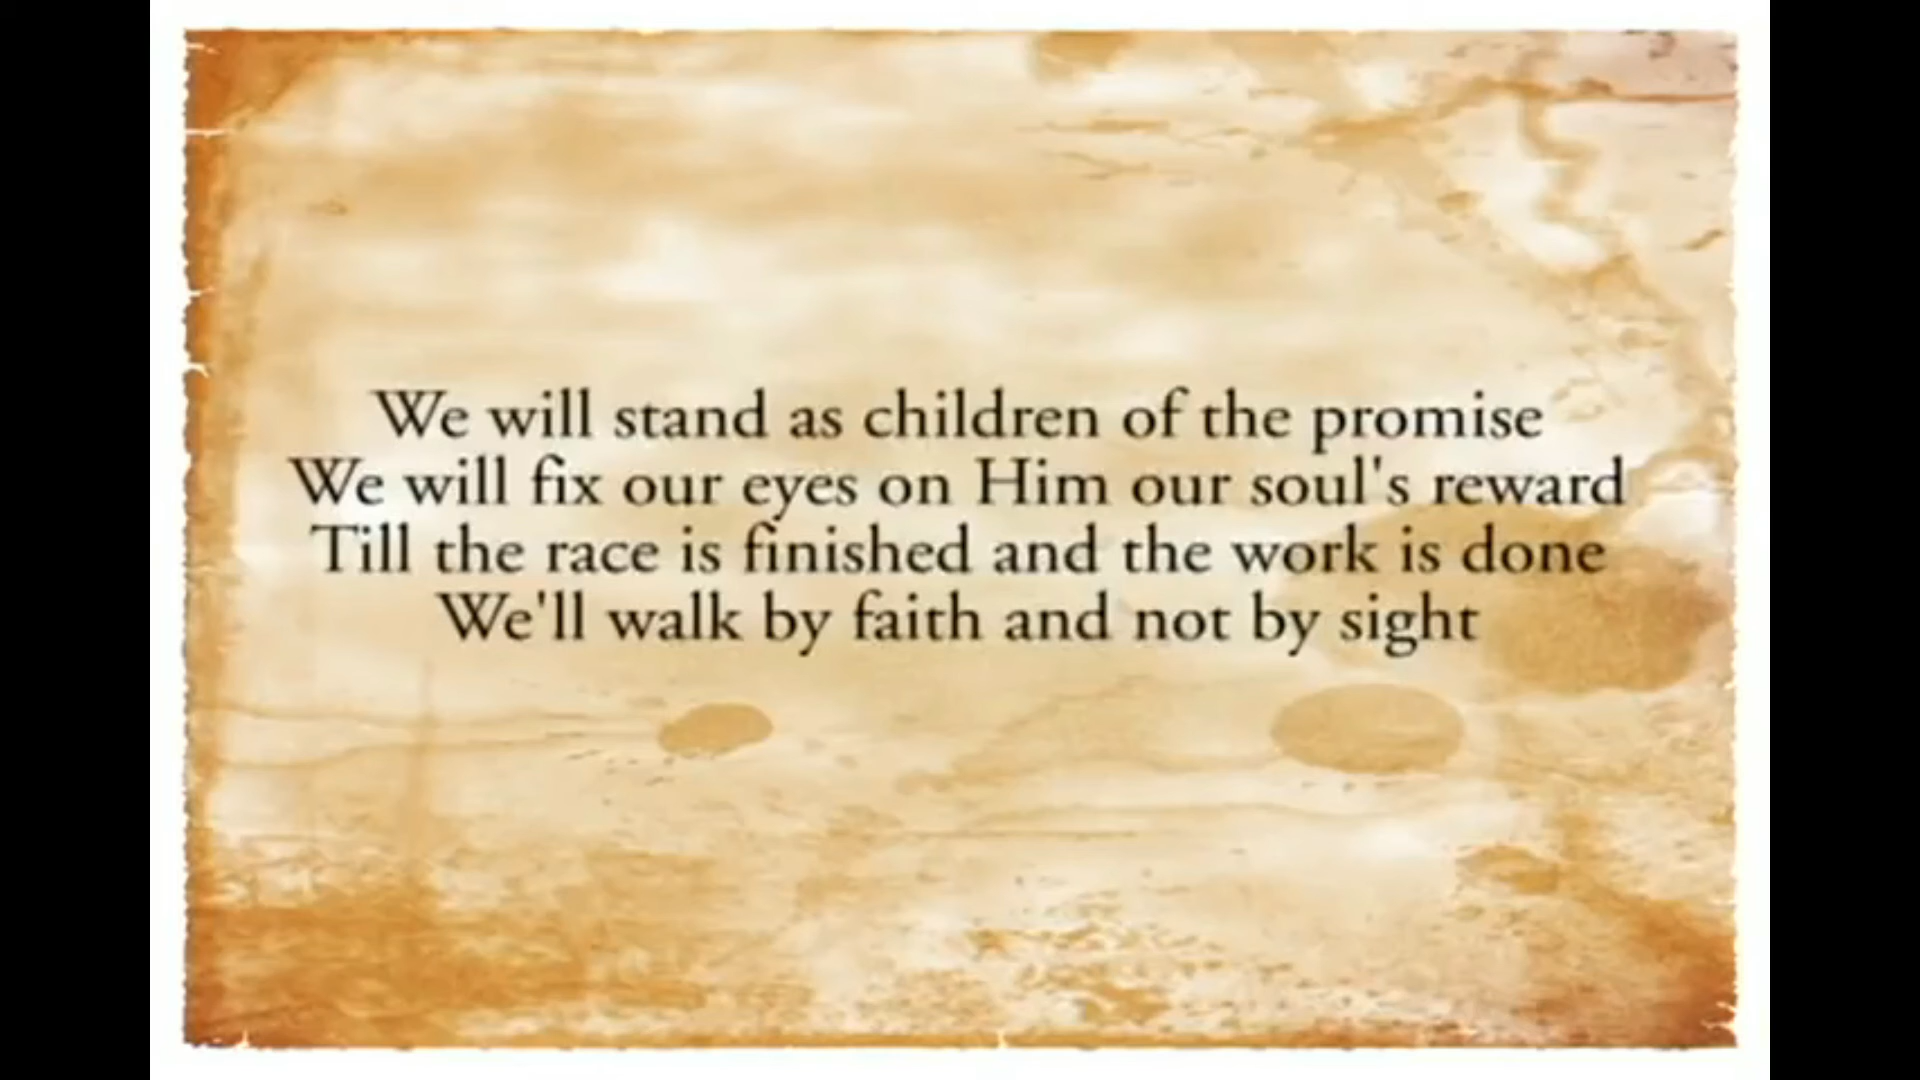 We will stand as children of the promise
We will fix our eyes on Him our soul's reward
Till the race is finished and the work is done
We'll walk by faith and not by sight